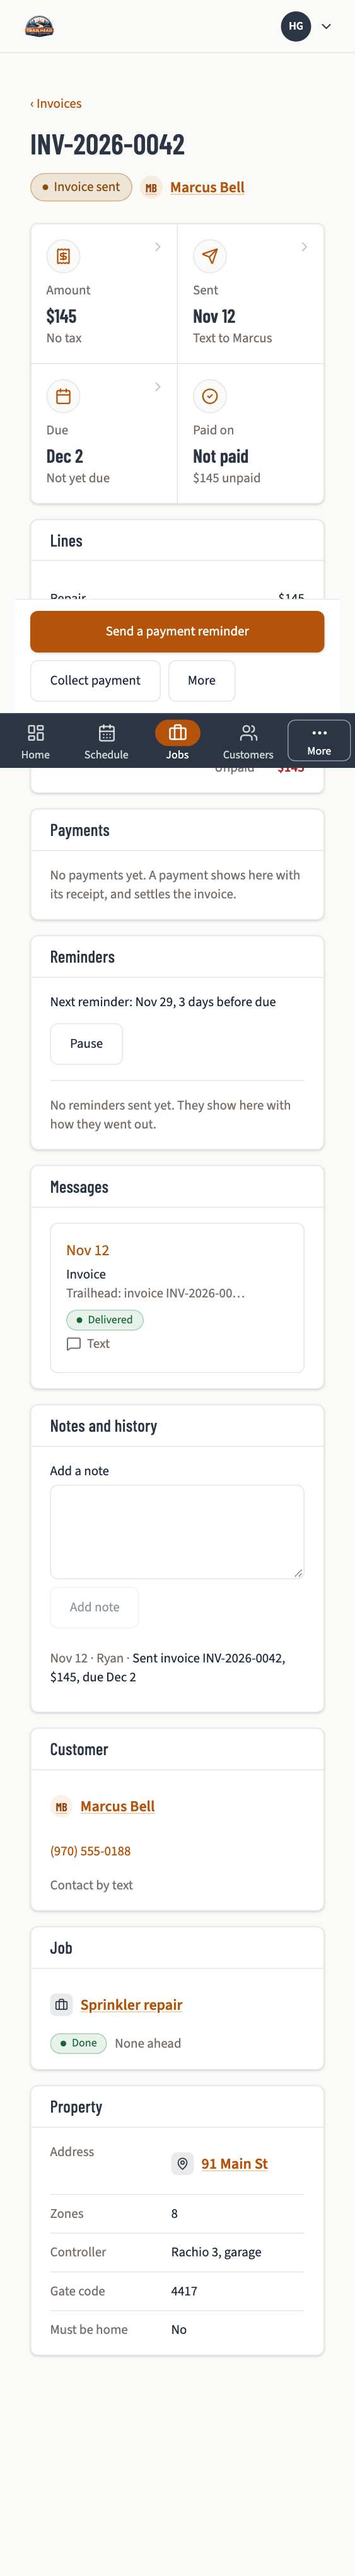 TRAILHEAD
HG
‹ Invoices
INV-2026-0042
Invoice sent
MB
Marcus Bell
Amount
$145
No tax
Sent
Nov 12
Text to Marcus
Due
Dec 2
Not yet due
Paid on
Not paid
$145 unpaid
Lines
Repair $145
Send a payment reminder
Collect payment
More
Home
Schedule
Jobs
Customers
More
Unpaid $145
Payments
No payments yet. A payment shows here with
its receipt, and settles the invoice.
Reminders
Next reminder: Nov 29, 3 days before due
Pause
No reminders sent yet. They show here with
how they went out.
Messages
Nov 12
Invoice
Trailhead: invoice INV-2026-00…
Delivered
Text
Notes and history
Add a note
Add note
Nov 12 · Ryan · Sent invoice INV-2026-0042,
$145, due Dec 2
Customer
MB
Marcus Bell
(970) 555-0188
Contact by text
Job
Sprinkler repair
Done
None ahead
Property
Address
91 Main St
Zones 8
Controller Rachio 3, garage
Gate code 4417
Must be home No